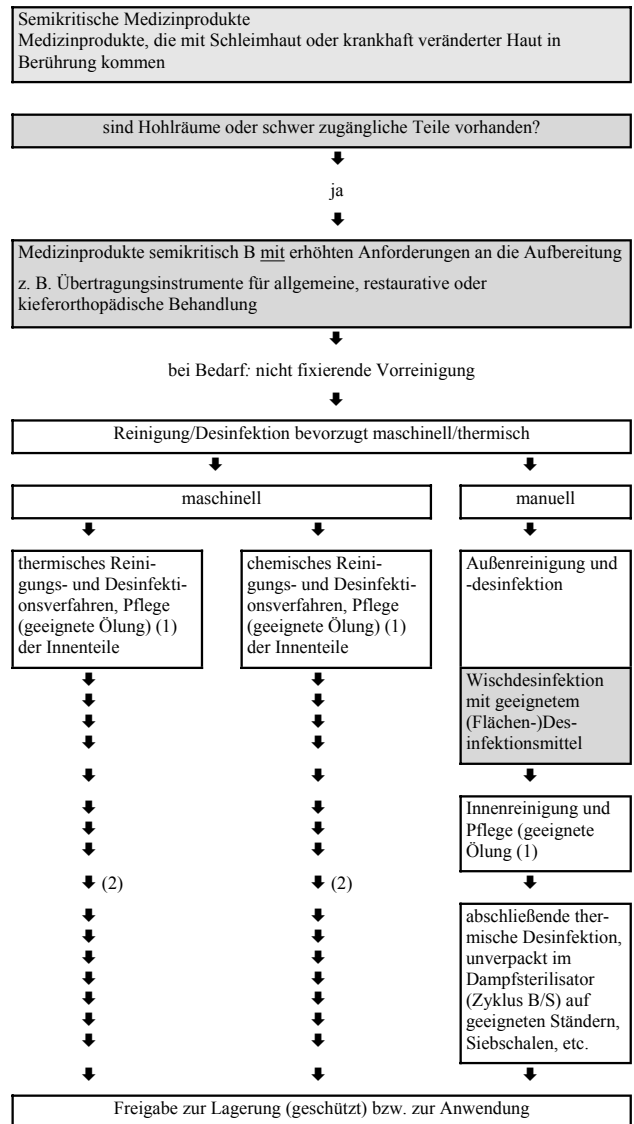 Semikritische Medizinprodukte
Medizinprodukte, die mit Schleimhaut oder krankhaft veränderter Haut in
Berührung kommen
sind Hohlräume oder schwer zugängliche Teile vorhanden?
ja
Medizinprodukte semikritisch B mit erhöhten Anforderungen an die Aufbereitung
z. B. Übertragungsinstrumente für allgemeine, restaurative oder
kieferorthopädische Behandlung
bei Bedarf: nicht fixierende Vorreinigung
Reinigung/Desinfektion bevorzugt maschinell/thermisch
maschinell
manuell
thermisches Reini-
gungs- und Desinfekti-
onsverfahren, Pflege
(geeignete Ölung) (1)
der Innenteile
chemisches Reini-
gungs- und Desinfekti-
onsverfahren, Pflege
(geeignete Ölung) (1)
der Innenteile
Außenreinigung und
-desinfektion
Wischdesinfektion
mit geeignetem
(Flächen-)Des-
infektionsmittel
Innenreinigung und
Pflege (geeignete
Ölung (1)
(2)
(2)
abschließende ther-
mische Desinfektion,
unverpackt im
Dampfsterilisator
(Zyklus B/S) auf
geeigneten Ständern,
Siebschalen, etc.
Freigabe zur Lagerung (geschützt) bzw. zur Anwendung